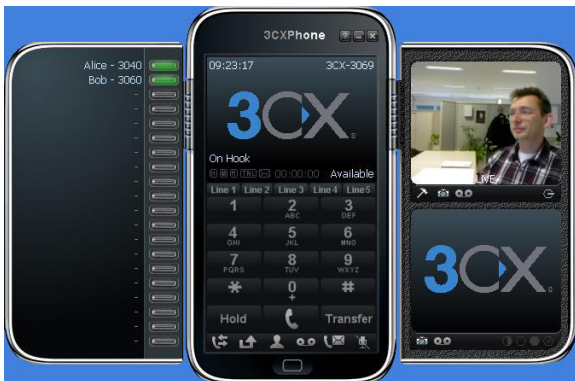 Alice - 3040
Bob - 3060
3CXPhone
09:23:17 3CX-3069
3CX
On Hook
00:00:00 Available
Line 1 Line 2 Line 3 Line 4 Line 5
1 2 3
ABC DEF
4 5 6
GHI JKL MNO
7 8 9
PQRS TUV WXYZ
* 0 #
+
Hold Transfer
LIVE
3CX